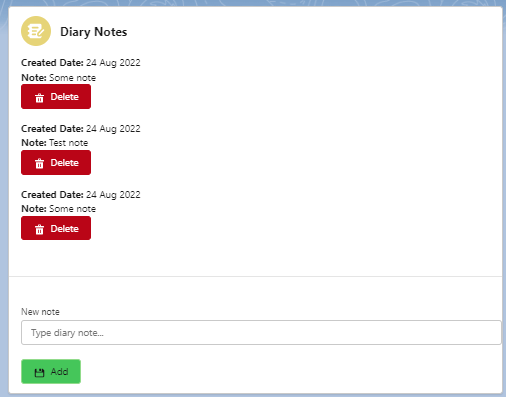 Diary Notes
Created Date: 24 Aug 2022
Note: Some note
Delete
Created Date: 24 Aug 2022
Note: Test note
Delete
Created Date: 24 Aug 2022
Note: Some note
Delete
New note
Type diary note...
Add